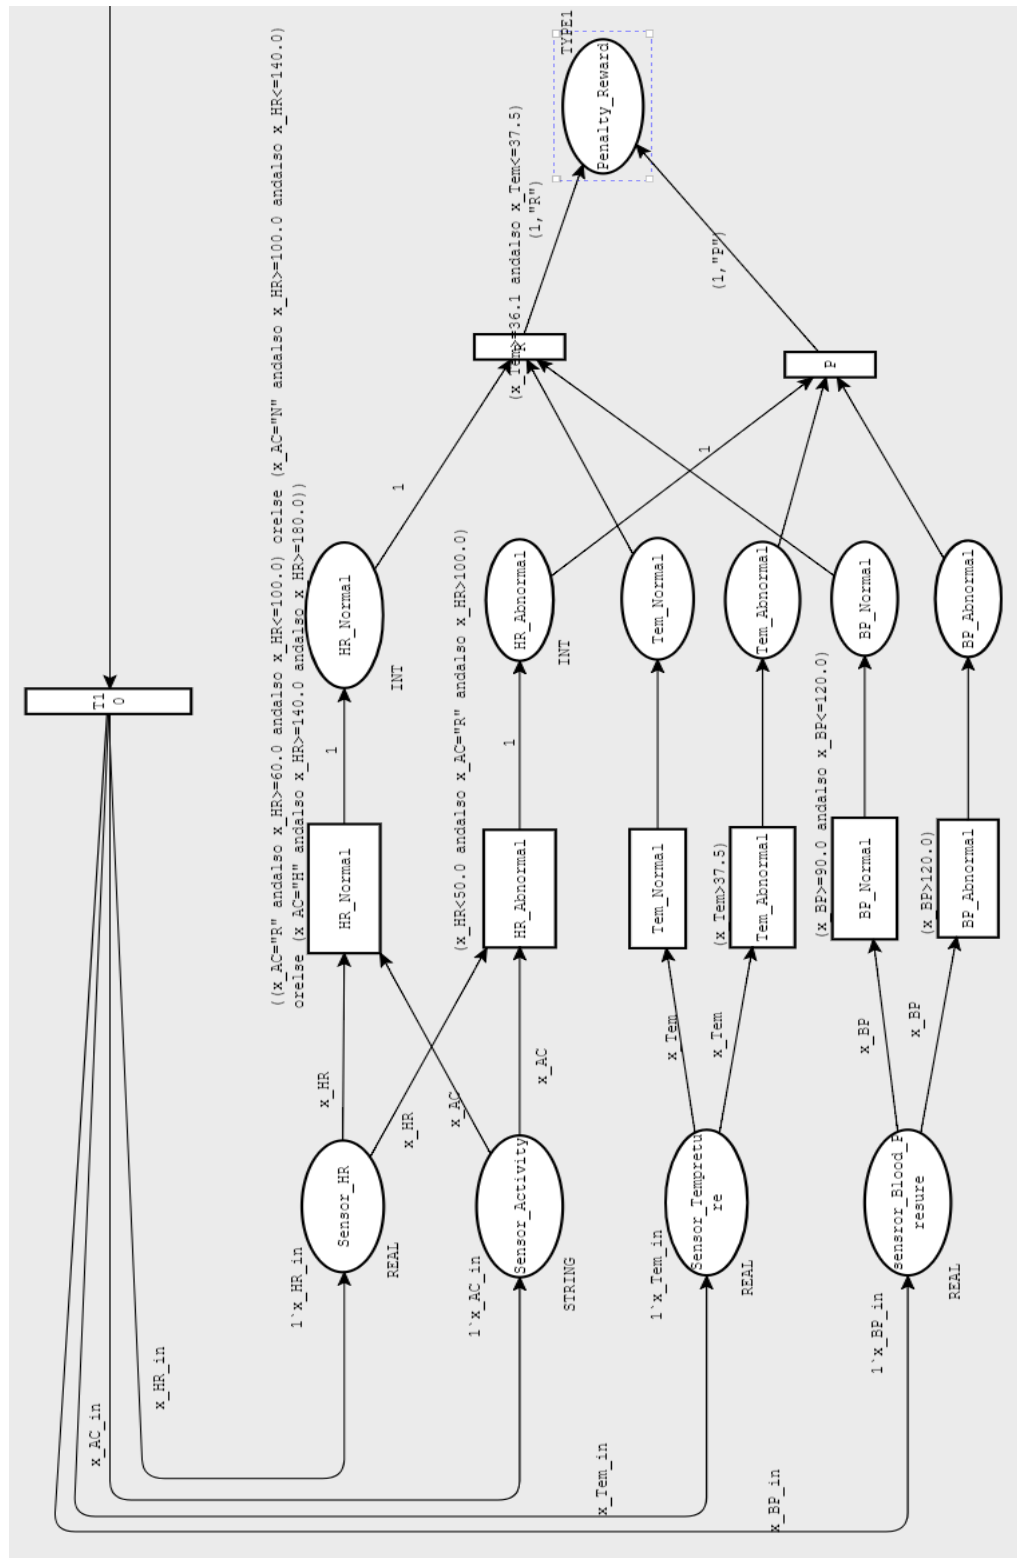 TYPE1
Penalty_Reward
((x_AC="R" andalso x_HR>=60.0 andalso x_HR<=100.0) orelse (x_AC="N" andalso x_HR>=100.0 andalso x_HR<=140.0)
orelse (x_AC="H" andalso x_HR>=140.0 andalso x_HR>=180.0))
(x_Tem>=36.1 andalso x_Tem<=37.5)
(1,"R")
(1,"P")
R
P
1
1
HR_Normal
INT
HR_Abnormal
INT
Tem_Normal
Tem_Abnormal
BP_Normal
BP_Abnormal
T1
0
1
1
(x_HR<50.0 andalso x_AC="R" andalso x_HR>100.0)
(x_Tem>37.5)
(x_BP>=90.0 andalso x_BP<=120.0)
(x_BP>120.0)
HR_Normal
HR_Abnormal
Tem_Normal
Tem_Abnormal
BP_Normal
BP_Abnormal
x_HR
x_HR
x_AC
x_AC
x_Tem
x_Tem
x_BP
x_BP
Sensor_HR
REAL
1`x_HR_in
Sensor_Activity
STRING
1`x_AC_in
Sensor_Tempretu
re
REAL
1`x_Tem_in
sensror_Blood_P
resure
REAL
1`x_BP_in
x_HR_in
x_AC_in
x_Tem_in
x_BP_in